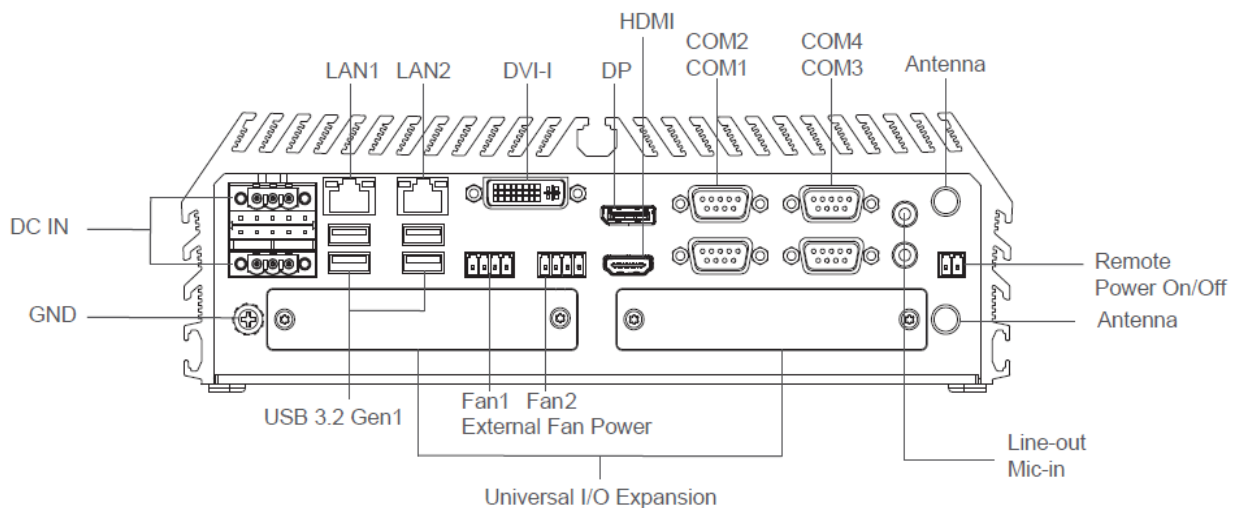 HDMI
COM2
COM1
COM4
COM3
LAN1
LAN2
DVI-I
DP
Antenna
DC IN
GND
Remote
Power On/Off
Antenna
USB 3.2 Gen1
Fan1
Fan2
External Fan Power
Line-out
Mic-in
Universal I/O Expansion